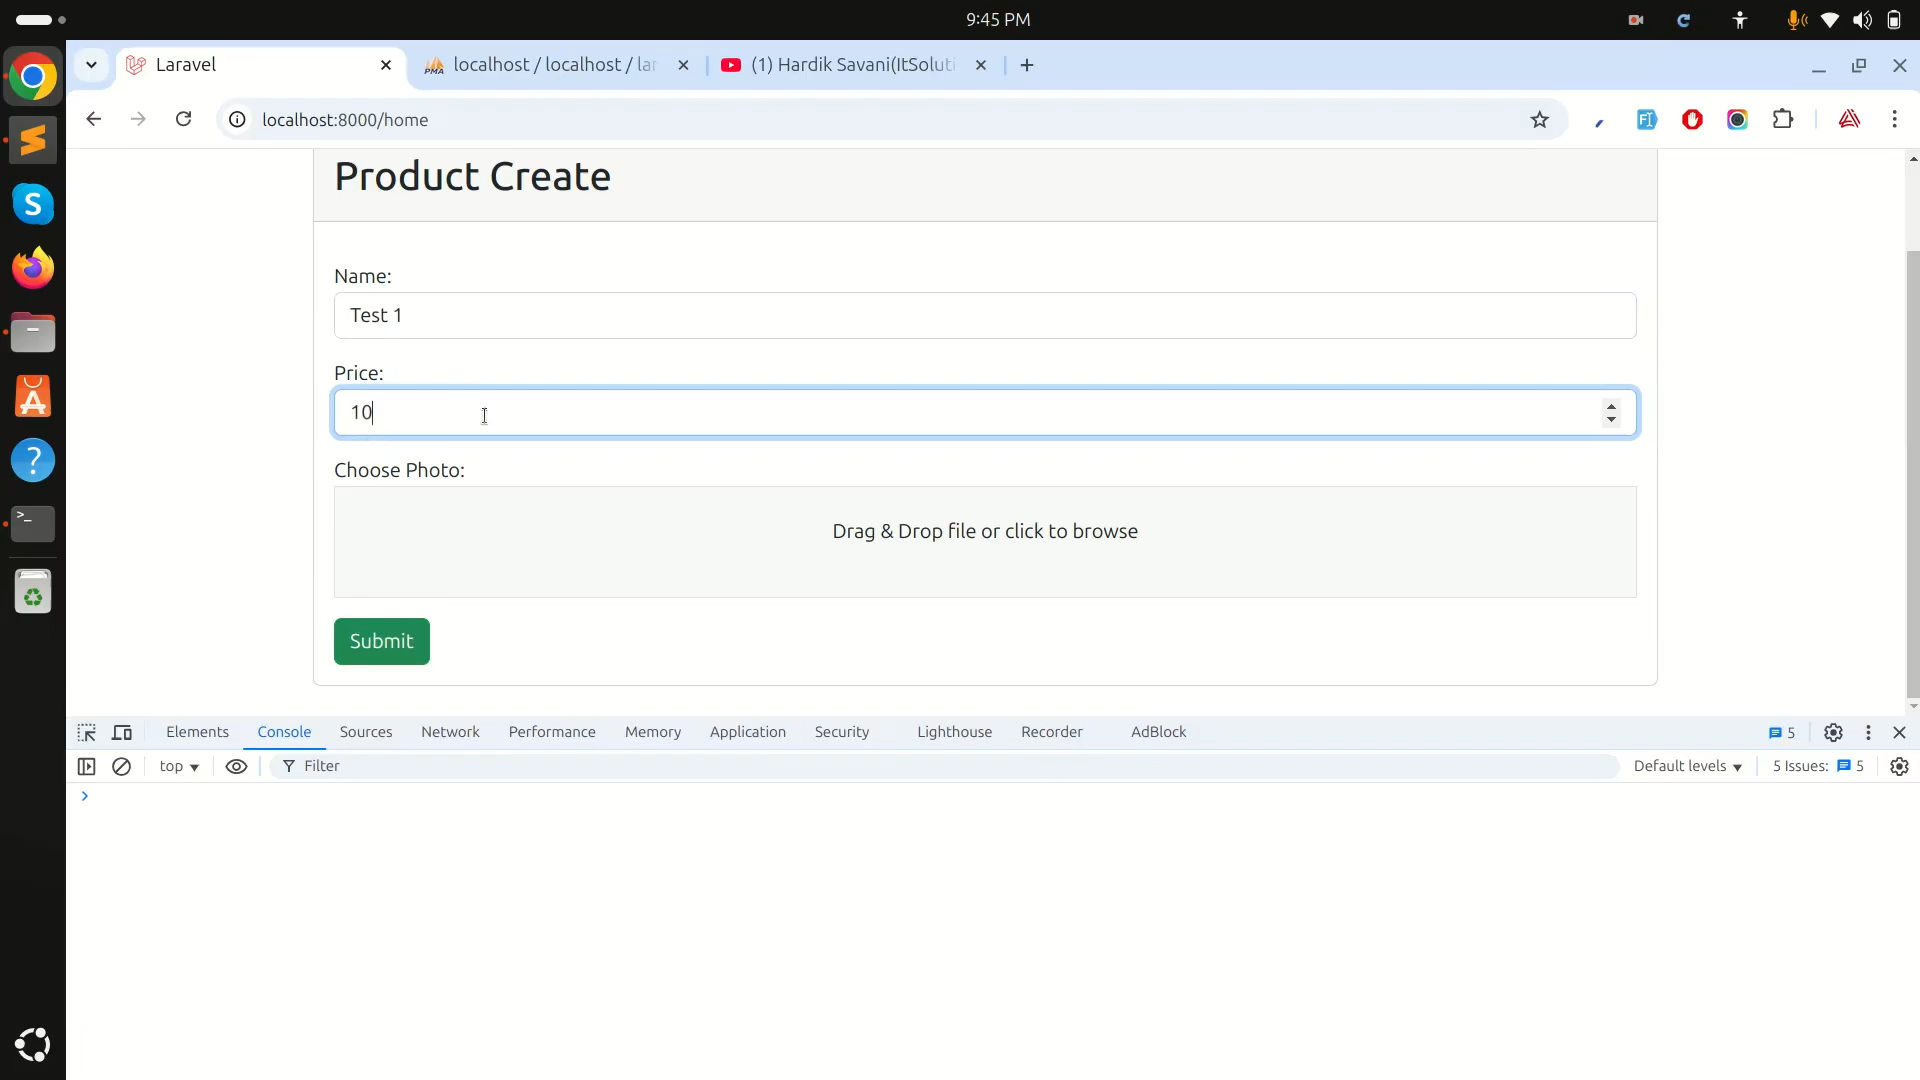 9:45 PM
Laravel
localhost / localhost / lar
(1) Hardik Savani(ItSoluti
localhost:8000/home
Product Create
Name:
Test 1
Price:
10
Choose Photo:
Drag & Drop file or click to browse
Submit
Elements Console Sources Network Performance Memory Application Security Lighthouse Recorder AdBlock 5
top Filter Default levels 5 Issues: 5